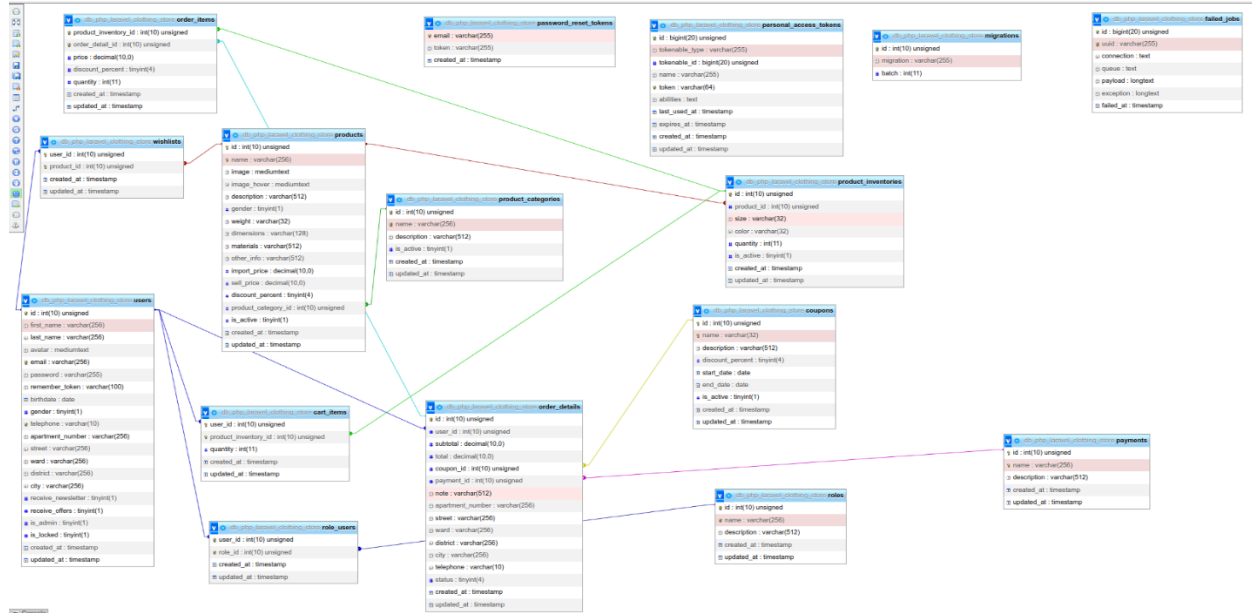 db_php_laravel_clothing_store order_items
product_inventory_id : int(10) unsigned
order_detail_id : int(10) unsigned
price : decimal(10,0)
discount_percent : tinyint(4)
quantity : int(11)
created_at : timestamp
updated_at : timestamp
db_php_laravel_clothing_store password_reset_tokens
email : varchar(255)
token : varchar(255)
created_at : timestamp
db_php_laravel_clothing_store personal_access_tokens
id : bigint(20) unsigned
tokenable_type : varchar(255)
tokenable_id : bigint(20) unsigned
name : varchar(255)
token : varchar(64)
abilities : text
last_used_at : timestamp
expires_at : timestamp
created_at : timestamp
updated_at : timestamp
db_php_laravel_clothing_store migrations
id : int(10) unsigned
migration : varchar(255)
batch : int(11)
db_php_laravel_clothing_store failed_jobs
id : bigint(20) unsigned
uuid : varchar(255)
connection : text
queue : text
payload : longtext
exception : longtext
failed_at : timestamp
db_php_laravel_clothing_store wishlists
user_id : int(10) unsigned
product_id : int(10) unsigned
created_at : timestamp
updated_at : timestamp
db_php_laravel_clothing_store products
id : int(10) unsigned
name : varchar(256)
image : mediumtext
image_hover : mediumtext
description : varchar(512)
gender : tinyint(1)
weight : varchar(32)
dimensions : varchar(128)
materials : varchar(512)
other_info : varchar(512)
import_price : decimal(10,0)
sell_price : decimal(10,0)
discount_percent : tinyint(4)
product_category_id : int(10) unsigned
is_active : tinyint(1)
created_at : timestamp
updated_at : timestamp
db_php_laravel_clothing_store product_categories
id : int(10) unsigned
name : varchar(256)
description : varchar(512)
is_active : tinyint(1)
created_at : timestamp
updated_at : timestamp
db_php_laravel_clothing_store product_inventories
id : int(10) unsigned
product_id : int(10) unsigned
size : varchar(32)
color : varchar(32)
quantity : int(11)
is_active : tinyint(1)
created_at : timestamp
updated_at : timestamp
db_php_laravel_clothing_store users
id : int(10) unsigned
first_name : varchar(256)
last_name : varchar(256)
avatar : mediumtext
email : varchar(256)
password : varchar(255)
remember_token : varchar(100)
birthdate : date
gender : tinyint(1)
telephone : varchar(10)
apartment_number : varchar(256)
street : varchar(256)
ward : varchar(256)
district : varchar(256)
city : varchar(256)
receive_newsletter : tinyint(1)
receive_offers : tinyint(1)
is_admin : tinyint(1)
is_locked : tinyint(1)
created_at : timestamp
updated_at : timestamp
db_php_laravel_clothing_store coupons
id : int(10) unsigned
name : varchar(32)
description : varchar(512)
discount_percent : tinyint(4)
start_date : date
end_date : date
is_active : tinyint(1)
created_at : timestamp
updated_at : timestamp
db_php_laravel_clothing_store cart_items
user_id : int(10) unsigned
product_inventory_id : int(10) unsigned
quantity : int(11)
created_at : timestamp
updated_at : timestamp
db_php_laravel_clothing_store order_details
id : int(10) unsigned
user_id : int(10) unsigned
subtotal : decimal(10,0)
total : decimal(10,0)
coupon_id : int(10) unsigned
payment_id : int(10) unsigned
note : varchar(512)
apartment_number : varchar(256)
street : varchar(256)
ward : varchar(256)
district : varchar(256)
city : varchar(256)
telephone : varchar(10)
status : tinyint(4)
created_at : timestamp
updated_at : timestamp
db_php_laravel_clothing_store payments
id : int(10) unsigned
name : varchar(256)
description : varchar(512)
created_at : timestamp
updated_at : timestamp
db_php_laravel_clothing_store roles
id : int(10) unsigned
name : varchar(256)
description : varchar(512)
created_at : timestamp
updated_at : timestamp
db_php_laravel_clothing_store role_users
user_id : int(10) unsigned
role_id : int(10) unsigned
created_at : timestamp
updated_at : timestamp
Console